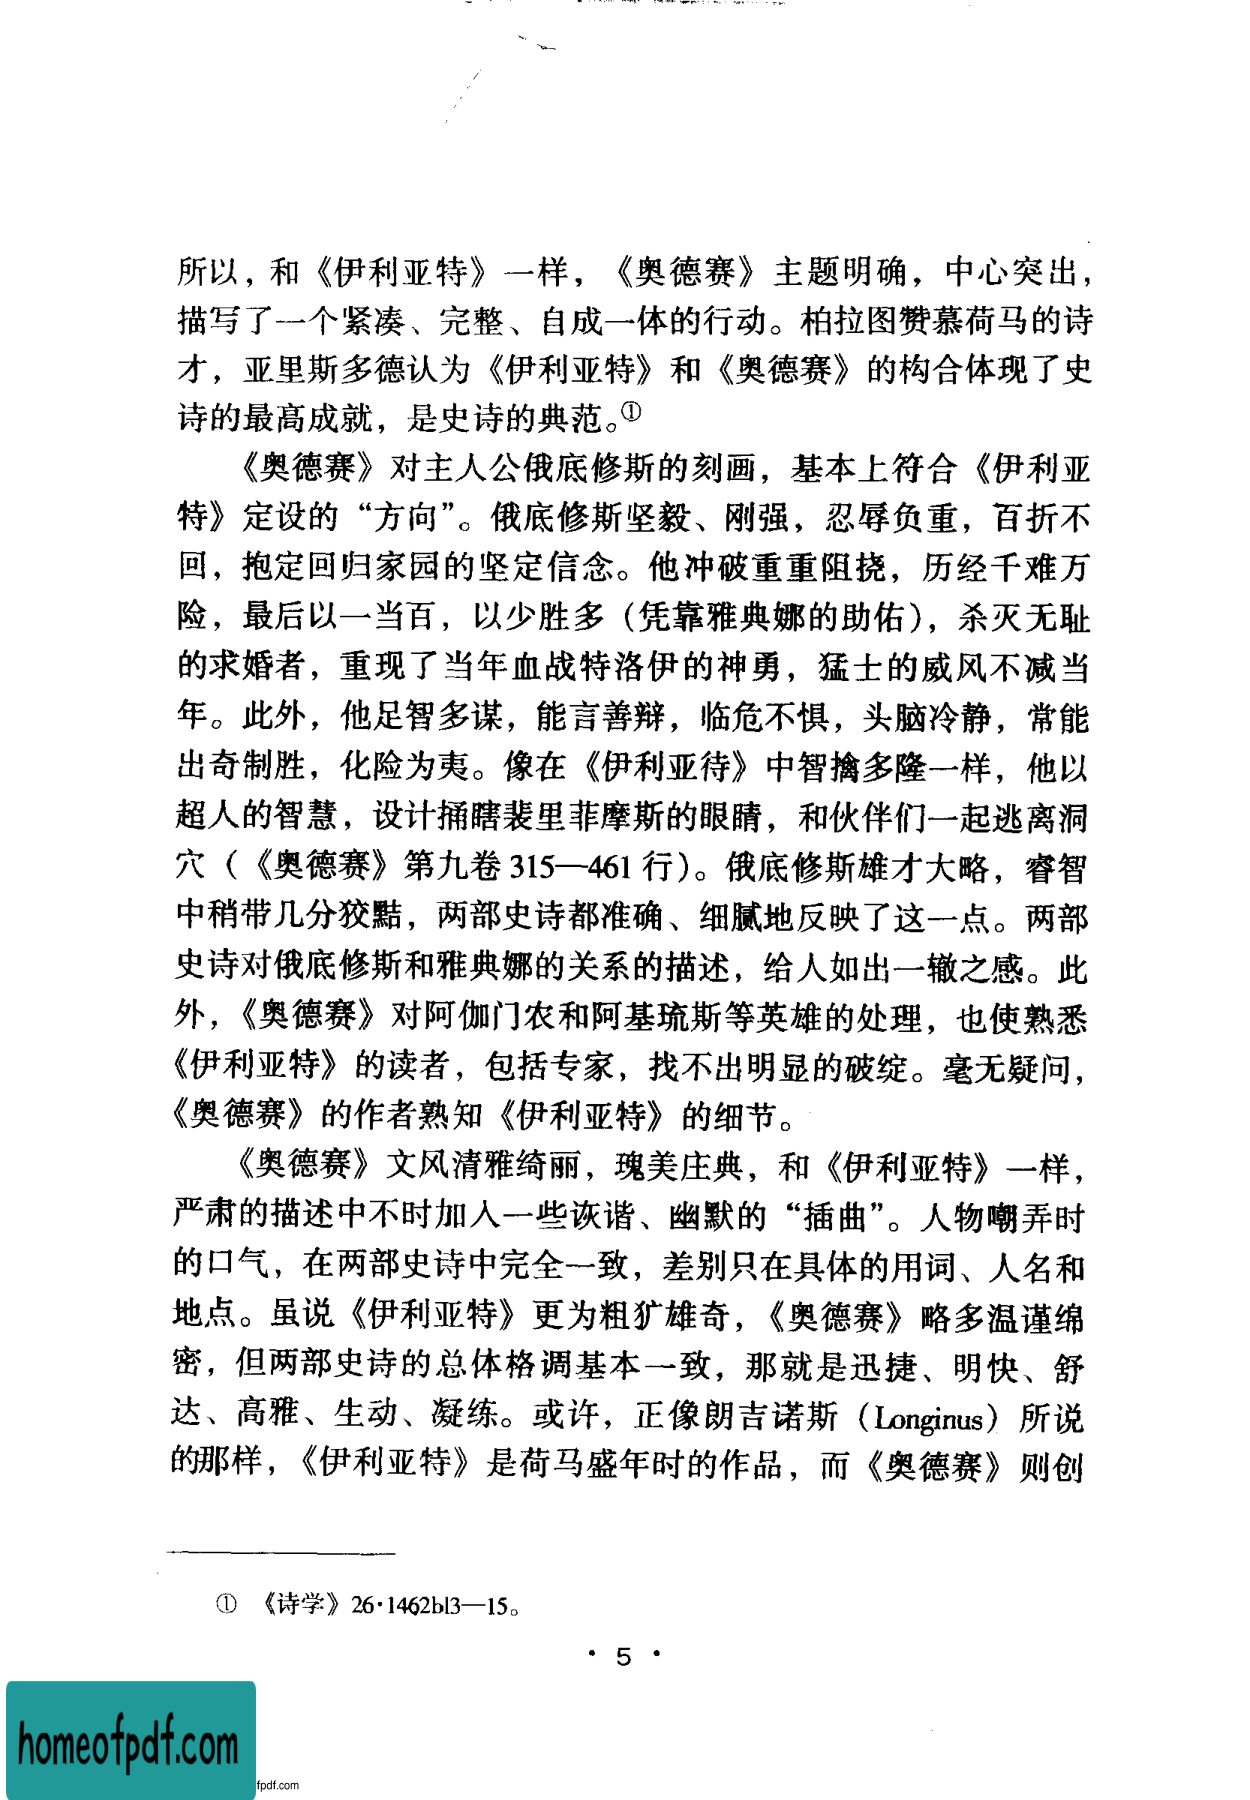 所以，和《伊利亚特》一样，《奥德赛》主题明确，中心突出，
描写了一个紧凑、完整、自成一体的行动。柏拉图赞慕荷马的诗
才，亚里斯多德认为《伊利亚特》和《奥德赛》的构合体现了史
诗的最高成就，是史诗的典范。①
《奥德赛》对主人公俄底修斯的刻画，基本上符合《伊利亚
特》定设的“方向”。俄底修斯坚毅、刚强，忍辱负重，百折不
回，抱定回归家园的坚定信念。他冲破重重阻挠，历经千难万
险，最后以一当百，以少胜多（凭靠雅典娜的助佑），杀灭无耻
的求婚者，重现了当年血战特洛伊的神勇，猛士的威风不减当
年。此外，他足智多谋，能言善辩，临危不惧，头脑冷静，常能
出奇制胜，化险为夷。像在《伊利亚待》中智擒多隆一样，他以
超人的智慧，设计捅瞎裴里菲摩斯的眼睛，和伙伴们一起逃离洞
穴（《奥德赛》第九卷 315—461 行）。俄底修斯雄才大略，睿智
中稍带几分狡黠，两部史诗都准确、细腻地反映了这一点。两部
史诗对俄底修斯和雅典娜的关系的描述，给人如出一辙之感。此
外，《奥德赛》对阿伽门农和阿基琉斯等英雄的处理，也使熟悉
《伊利亚特》的读者，包括专家，找不出明显的破绽。毫无疑问，
《奥德赛》的作者熟知《伊利亚特》的细节。
《奥德赛》文风清雅绮丽，瑰美庄典，和《伊利亚特》一样，
严肃的描述中不时加入一些诙谐、幽默的“插曲”。人物嘲弄时
的口气，在两部史诗中完全一致，差别只在具体的用词、人名和
地点。虽说《伊利亚特》更为粗犷雄奇，《奥德赛》略多温谨绵
密，但两部史诗的总体格调基本一致，那就是迅捷、明快、舒
达、高雅、生动、凝练。或许，正像朗吉诺斯（Longinus）所说
的那样，《伊利亚特》是荷马盛年时的作品，而《奥德赛》则创
① 《诗学》26·1462b13—15。
· 5 ·
homeofpdf.com
fpdf.com